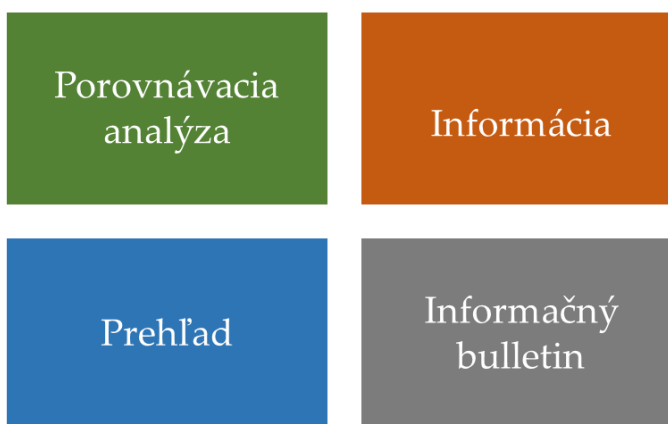 Porovnávacia
analýza
Informácia
Prehľad
Informačný
bulletin